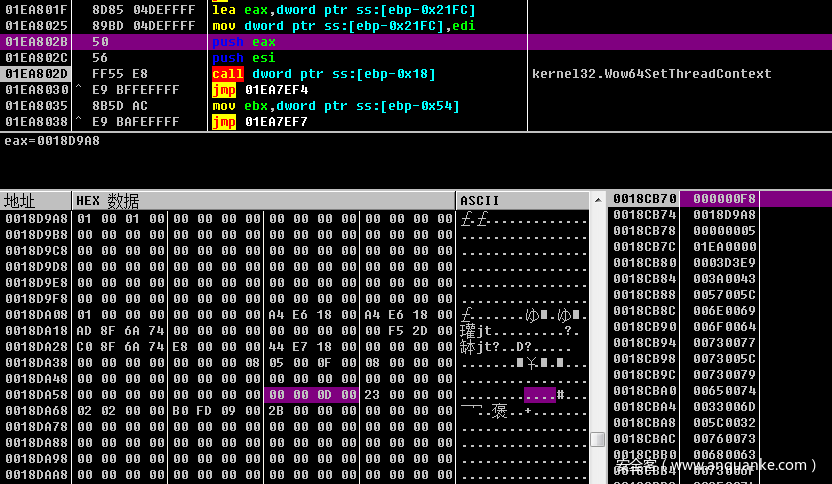 01EA801F 8D85 04DEFFFF lea eax,dword ptr ss:[ebp-0x21FC]
01EA8025 89BD 04DEFFFF mov dword ptr ss:[ebp-0x21FC],edi
01EA802B 50 push eax
01EA802C 56 push esi
01EA802D FF55 E8 call dword ptr ss:[ebp-0x18] kernel32.Wow64SetThreadContext
01EA8030 ^ E9 BFFEFFFF jmp 01EA7EF4
01EA8035 8B5D AC mov ebx,dword ptr ss:[ebp-0x54]
01EA8038 ^ E9 BAFEFFFF jmp 01EA7EF7
eax=0018D9A8
地址 HEX 数据 ASCII
0018D9A8 01 00 01 00 00 00 00 00 00 00 00 00 00 00 00 00 £.£.............
0018D9B8 00 00 00 00 00 00 00 00 00 00 00 00 00 00 00 00 ................
0018D9C8 00 00 00 00 00 00 00 00 00 00 00 00 00 00 00 00 ................
0018D9D8 00 00 00 00 00 00 00 00 00 00 00 00 00 00 00 00 ................
0018D9E8 00 00 00 00 00 00 00 00 00 00 00 00 00 00 00 00 ................
0018D9F8 00 00 00 00 00 00 00 00 00 00 00 00 00 00 00 00 ................
0018DA08 01 00 00 00 00 00 00 00 A4 E6 18 00 A4 E6 18 00
0018DA18 AD 8F 6A 74 00 00 00 00 00 00 00 00 00 F5 2D 00
0018DA28 C0 8F 6A 74 E8 00 00 00 44 E7 18 00 00 00 00 00
0018DA38 00 00 00 00 00 00 00 08 05 00 0F 00 08 00 00 00
0018DA48 00 00 00 00 00 00 00 00 00 00 00 00 00 00 00 00 ................
0018DA58 00 00 00 00 00 00 00 00 00 00 0D 00 23 00 00 00 ............#...
0018DA68 02 02 00 00 B0 FD 09 00 2B 00 00 00 00 00 00 00
0018DA78 00 00 00 00 00 00 00 00 00 00 00 00 00 00 00 00 ................
0018DA88 00 00 00 00 00 00 00 00 00 00 00 00 00 00 00 00 ................
0018DA98 00 00 00 00 00 00 00 00 00 00 00 00 00 00 00 00 ................
0018DAA8 00 00 00 00 00 00 00 00 00 00 00 00 00 00 00 00 ................
0018CB70 000000F8
0018CB74 0018D9A8
0018CB78 00000005
0018CB7C 01EA0000
0018CB80 0003D3E9
0018CB84 003A0043
0018CB88 0057005C
0018CB8C 006E0069
0018CB90 006F0064
0018CB94 00730077
0018CB98 0073005C
0018CB9C 00730079
0018CBA0 00650074
0018CBA4 0033006D
0018CBA8 005C0032
0018CBAC 00760073
0018CBB0 00680063
安全客（www.anquanke.com）